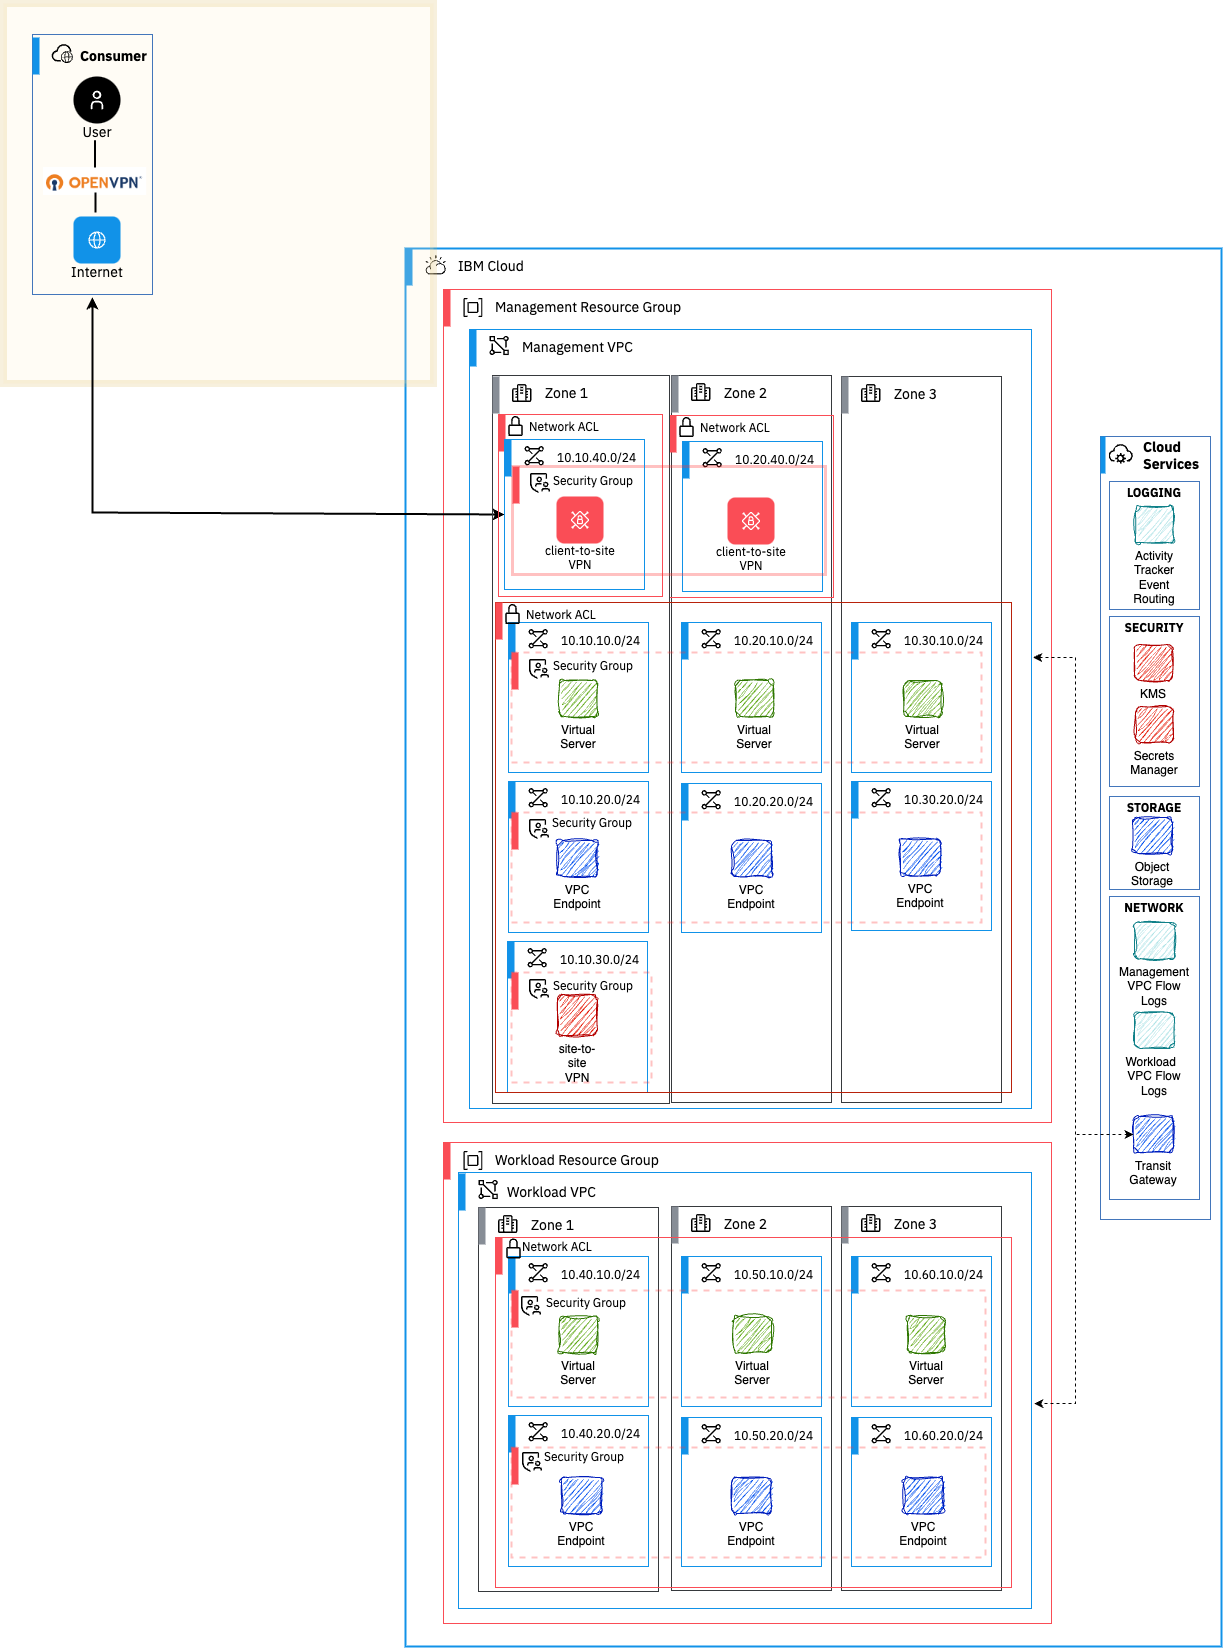 Consumer
User
OPENVPN
Internet
IBM Cloud
Management Resource Group
Management VPC
Zone 1
Zone 2
Zone 3
Network ACL
Network ACL
10.10.40.0/24
10.20.40.0/24
Security Group
client-to-site
VPN
client-to-site
VPN
Network ACL
10.10.10.0/24
10.20.10.0/24
10.30.10.0/24
Security Group
Virtual
Server
Virtual
Server
Virtual
Server
10.10.20.0/24
10.20.20.0/24
10.30.20.0/24
Security Group
VPC
Endpoint
VPC
Endpoint
VPC
Endpoint
10.10.30.0/24
Security Group
site-to-
site
VPN
Workload Resource Group
Workload VPC
Zone 1
Zone 2
Zone 3
Network ACL
10.40.10.0/24
10.50.10.0/24
10.60.10.0/24
Security Group
Virtual
Server
Virtual
Server
Virtual
Server
10.40.20.0/24
10.50.20.0/24
10.60.20.0/24
Security Group
VPC
Endpoint
VPC
Endpoint
VPC
Endpoint
Cloud
Services
LOGGING
Activity
Tracker
Event
Routing
SECURITY
KMS
Secrets
Manager
STORAGE
Object
Storage
NETWORK
Management
VPC Flow
Logs
Workload
VPC Flow
Logs
Transit
Gateway